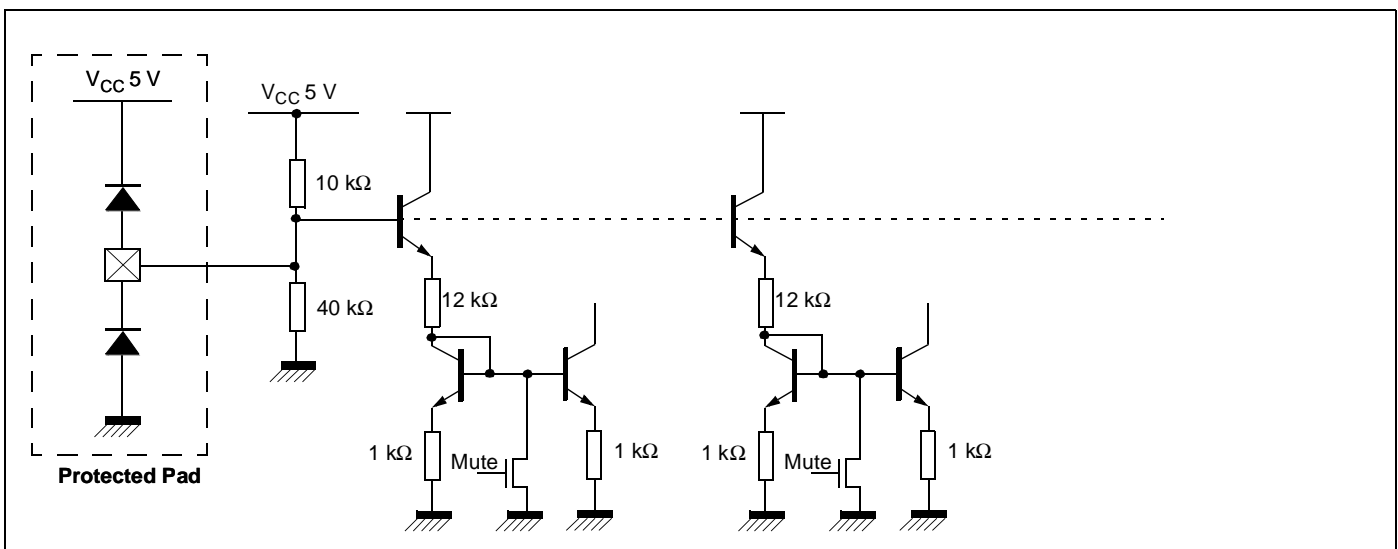 VCC 5 V
VCC 5 V
10 kΩ
40 kΩ
12 kΩ
12 kΩ
1 kΩ
Mute
1 kΩ
1 kΩ
Mute
1 kΩ
Protected Pad